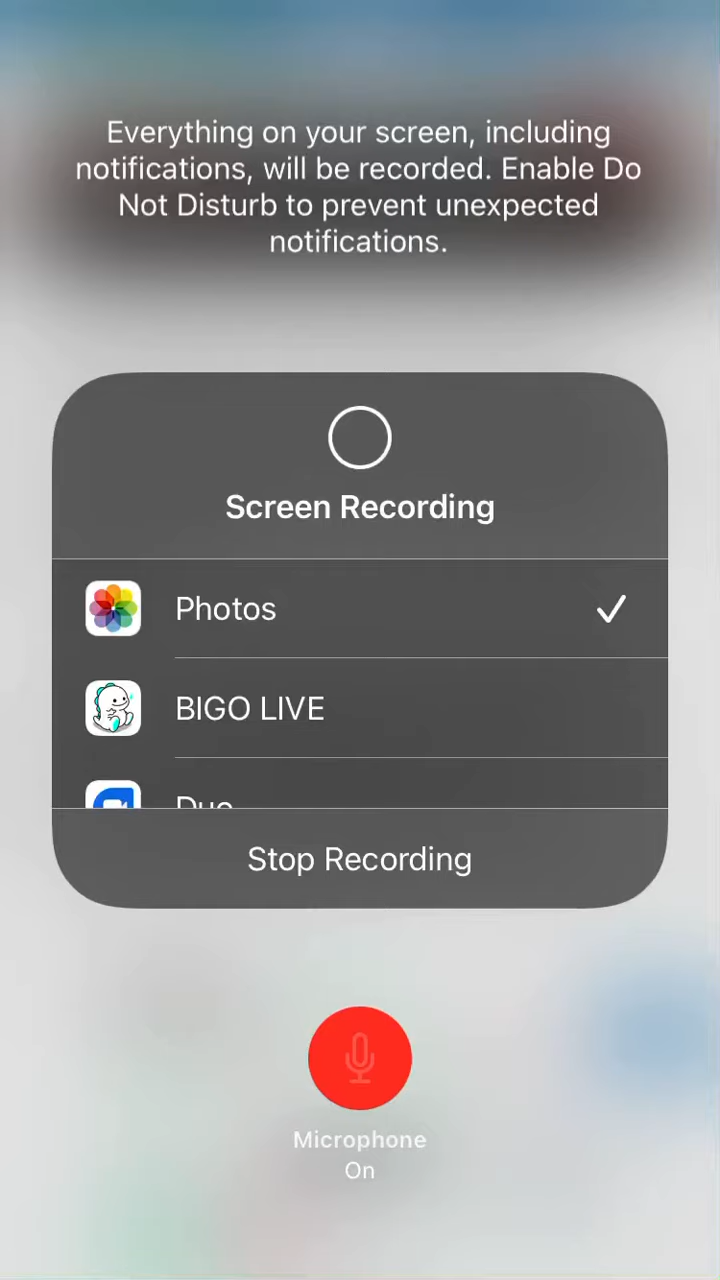 Everything on your screen, including
notifications, will be recorded. Enable Do
Not Disturb to prevent unexpected
notifications.
Screen Recording
Photos
BIGO LIVE
Duo
Stop Recording
Microphone
On